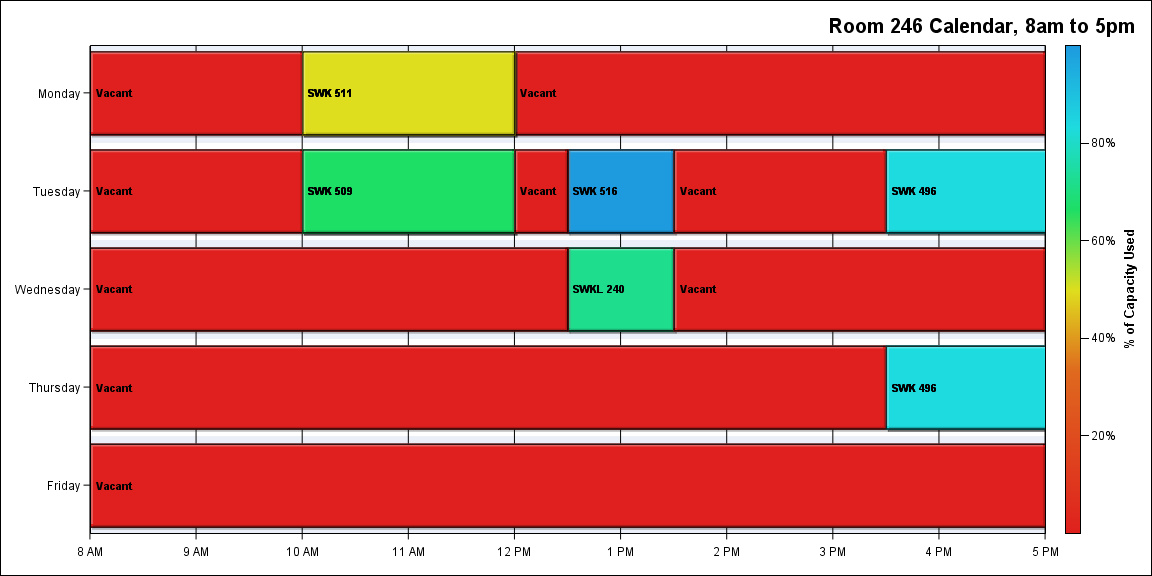 Room 246 Calendar, 8am to 5pm
Monday
Vacant
SWK 511
Vacant
Tuesday
Vacant
SWK 509
Vacant
SWK 516
Vacant
SWK 496
Wednesday
Vacant
SWKL 240
Vacant
Thursday
Vacant
SWK 496
Friday
Vacant
8 AM
9 AM
10 AM
11 AM
12 PM
1 PM
2 PM
3 PM
4 PM
5 PM
80%
60%
40%
20%
% of Capacity Used